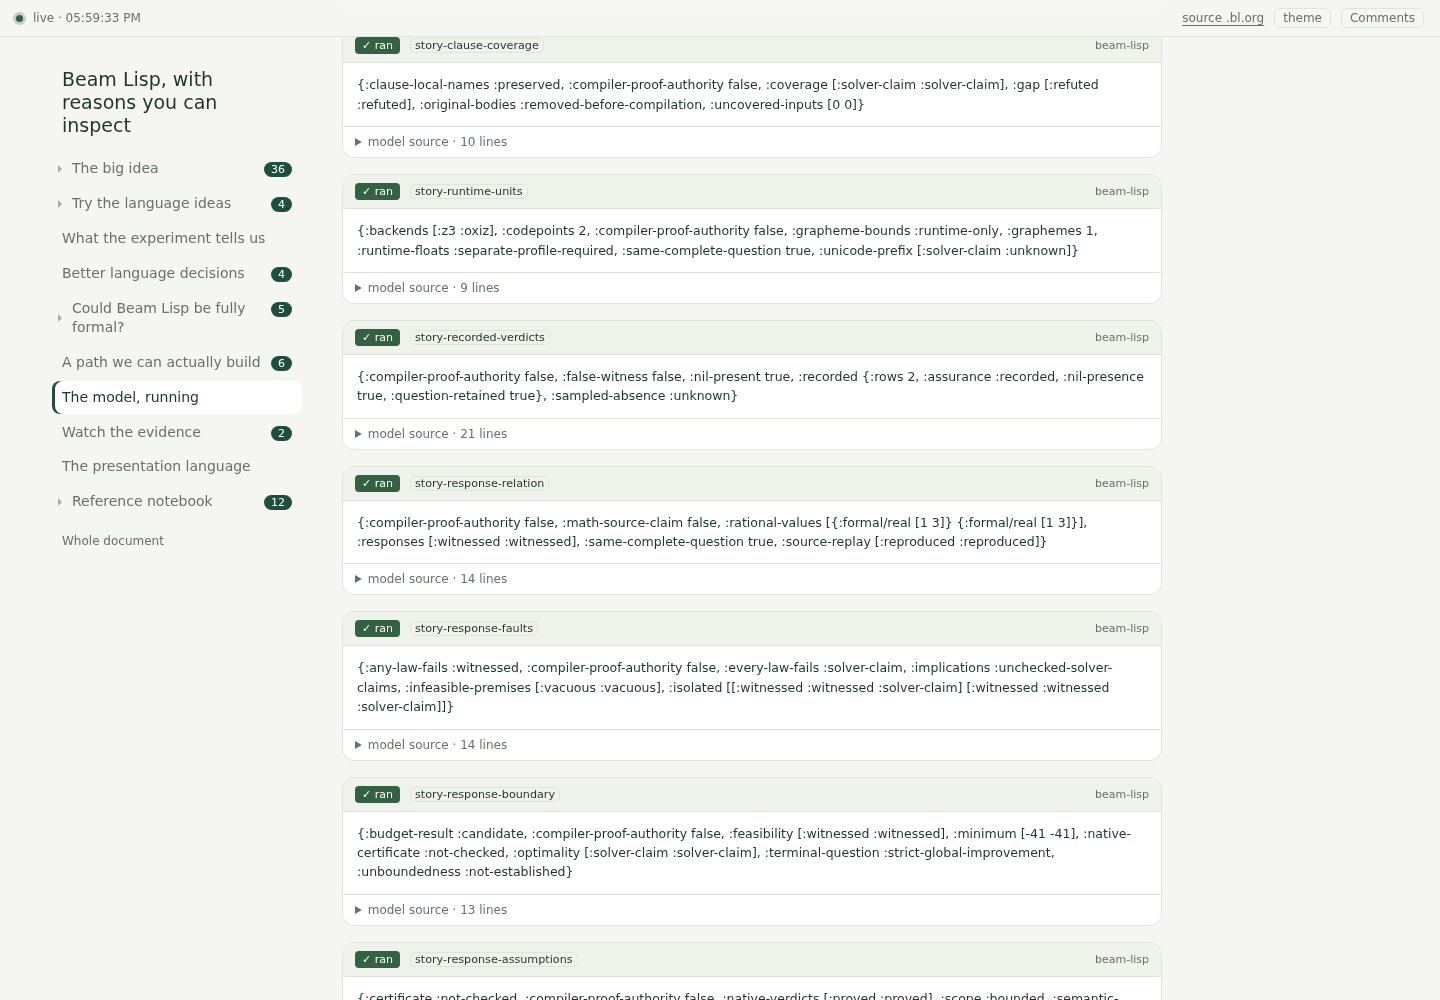 live · 05:59:33 PM
source .bl.org
theme
Comments
Beam Lisp, with
reasons you can
inspect
The big idea 36
Try the language ideas 4
What the experiment tells us
Better language decisions 4
Could Beam Lisp be fully 5
formal?
A path we can actually build 6
The model, running
Watch the evidence 2
The presentation language
Reference notebook 12
Whole document
✓ ran story-clause-coverage beam-lisp
{:clause-local-names :preserved, :compiler-proof-authority false, :coverage [:solver-claim :solver-claim], :gap [:refuted
:refuted], :original-bodies :removed-before-compilation, :uncovered-inputs [0 0]}
model source · 10 lines
✓ ran story-runtime-units beam-lisp
{:backends [:z3 :oxiz], :codepoints 2, :compiler-proof-authority false, :grapheme-bounds :runtime-only, :graphemes 1,
:runtime-floats :separate-profile-required, :same-complete-question true, :unicode-prefix [:solver-claim :unknown]}
model source · 9 lines
✓ ran story-recorded-verdicts beam-lisp
{:compiler-proof-authority false, :false-witness false, :nil-present true, :recorded {:rows 2, :assurance :recorded, :nil-presence
true, :question-retained true}, :sampled-absence :unknown}
model source · 21 lines
✓ ran story-response-relation beam-lisp
{:compiler-proof-authority false, :math-source-claim false, :rational-values [{:formal/real [1 3]} {:formal/real [1 3]}],
:responses [:witnessed :witnessed], :same-complete-question true, :source-replay [:reproduced :reproduced]}
model source · 14 lines
✓ ran story-response-faults beam-lisp
{:any-law-fails :witnessed, :compiler-proof-authority false, :every-law-fails :solver-claim, :implications :unchecked-solver-
claims, :infeasible-premises [:vacuous :vacuous], :isolated [[:witnessed :witnessed :solver-claim] [:witnessed :witnessed
:solver-claim]]}
model source · 14 lines
✓ ran story-response-boundary beam-lisp
{:budget-result :candidate, :compiler-proof-authority false, :feasibility [:witnessed :witnessed], :minimum [-41 -41], :native-
certificate :not-checked, :optimality [:solver-claim :solver-claim], :terminal-question :strict-global-improvement,
:unboundedness :not-established}
model source · 13 lines
✓ ran story-response-assumptions beam-lisp
{:certificate :not-checked, :compiler-proof-authority false, :native-verdicts [:proved :proved], :scope :bounded, :semantic-